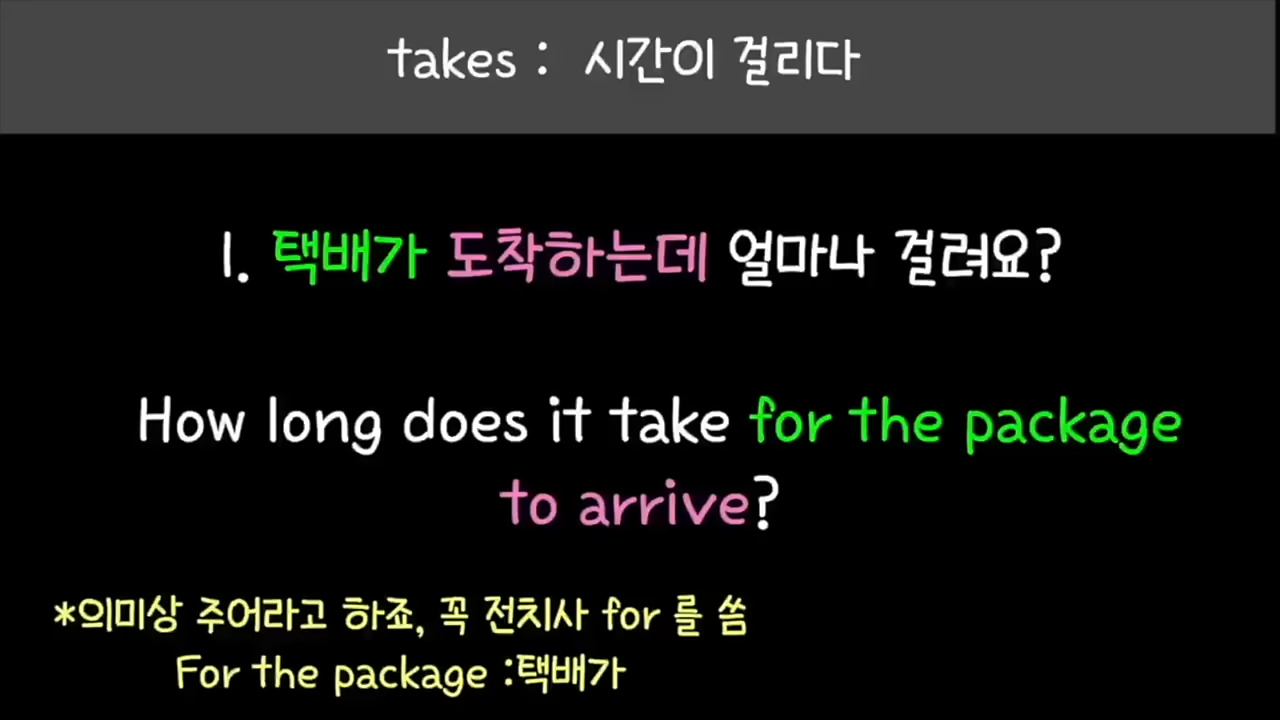 takes : 시간이 걸리다
1. 택배가 도착하는데 얼마나 걸려요?
How long does it take for the package
to arrive?
*의미상 주어라고 하죠, 꼭 전치사 for 를 씀
For the package :택배가